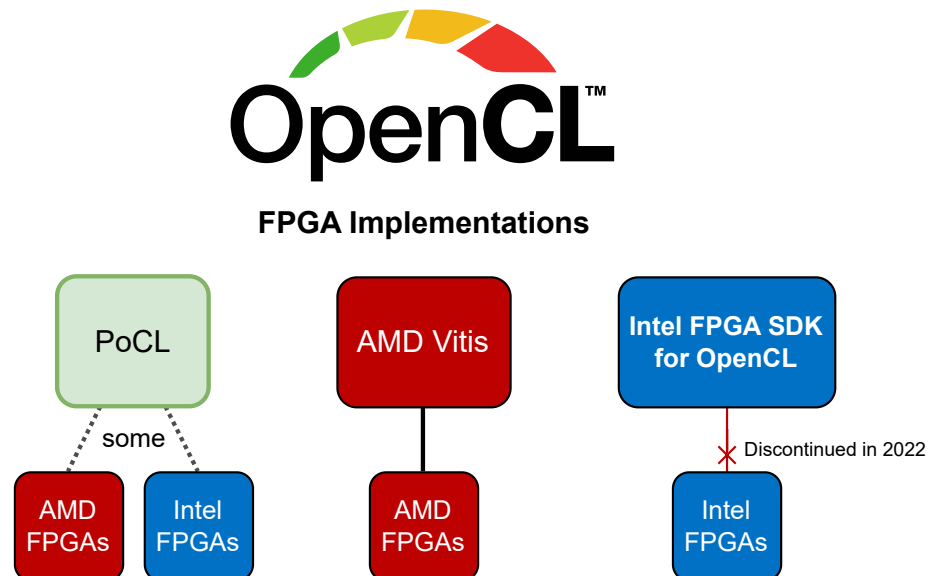 OpenCL™
FPGA Implementations
PoCL
AMD Vitis
Intel FPGA SDK
for OpenCL
some
Discontinued in 2022
AMD
FPGAs
Intel
FPGAs
AMD
FPGAs
Intel
FPGAs